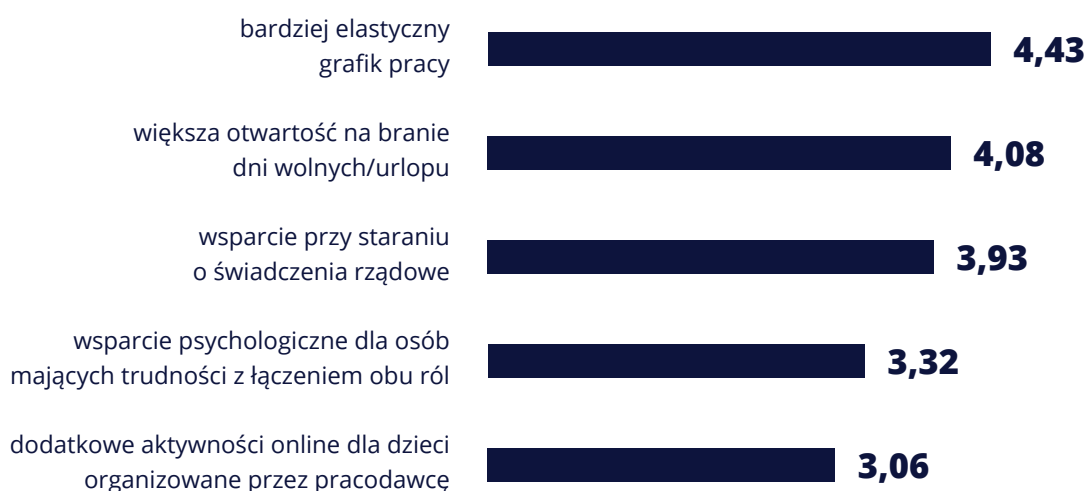 bardziej elastyczny
grafik pracy
4,43
większa otwartość na branie
dni wolnych/urlopu
4,08
wsparcie przy staraniu
o świadczenia rządowe
3,93
wsparcie psychologiczne dla osób
mających trudności z łączeniem obu ról
3,32
dodatkowe aktywności online dla dzieci
organizowane przez pracodawcę
3,06